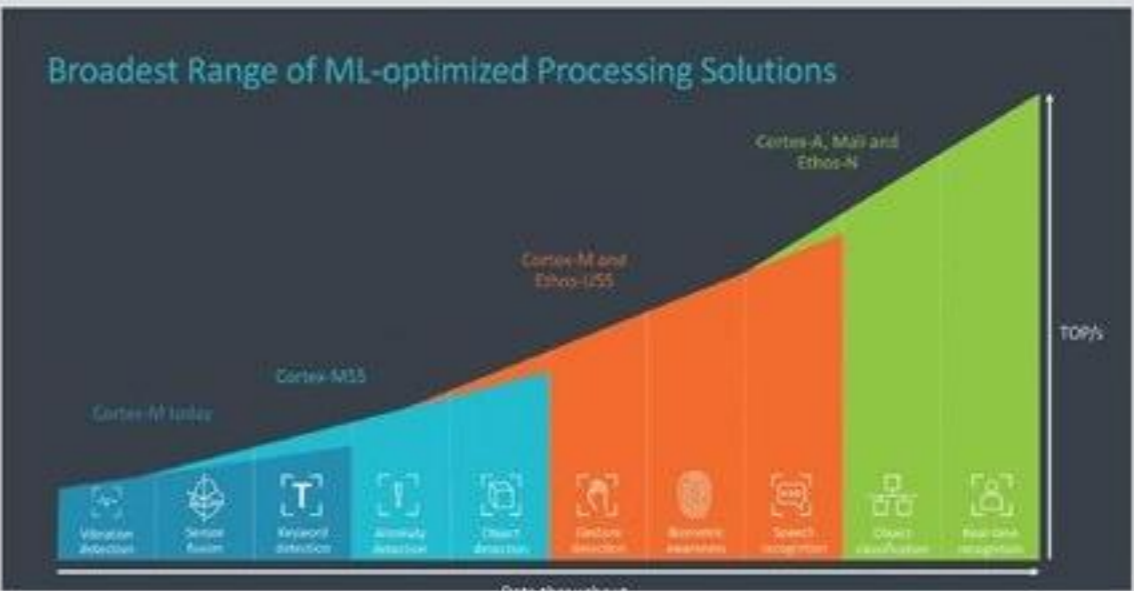 Broadest Range of ML-optimized Processing Solutions
Cortex-A, Mali and
Ethos-N
Cortex-M and
Ethos-U55
Cortex-M55
Cortex-M today
TOP/s
Vibration
detection
Sensor
fusion
Keyword
detection
Anomaly
detection
Object
detection
Gesture
detection
Biometric
awareness
Speech
recognition
Object
classification
Real-time
recognition
Data throughput